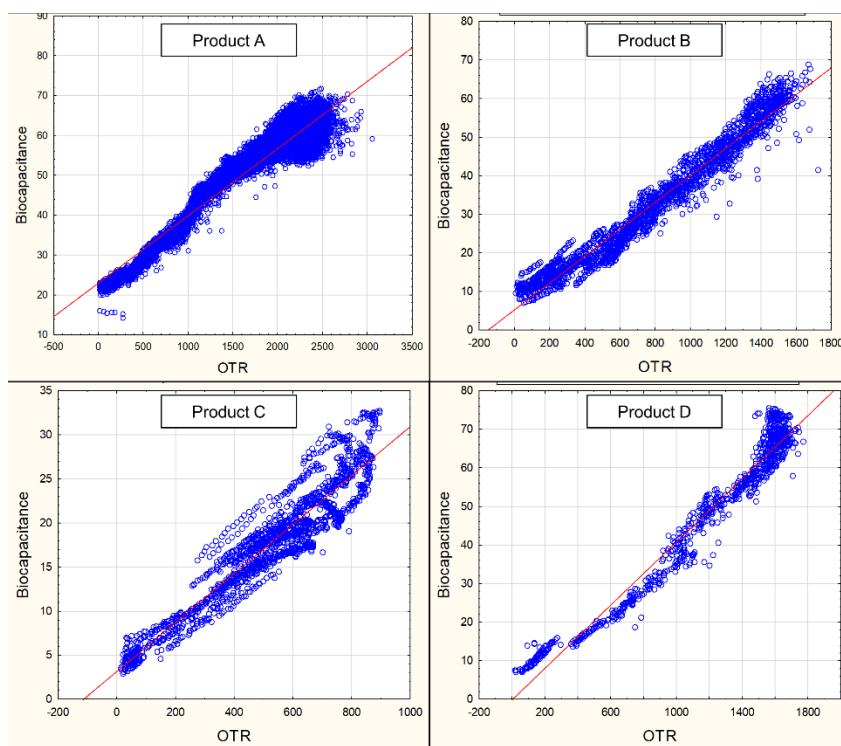 Product A
Biocapacitance
90
80
70
60
50
40
30
20
10
-500 0 500 1000 1500 2000 2500 3000 3500
OTR
Product B
Biocapacitance
80
70
60
50
40
30
20
10
0
-200 0 200 400 600 800 1000 1200 1400 1600 1800
OTR
Product C
Biocapacitance
35
30
25
20
15
10
5
0
-200 0 200 400 600 800 1000
OTR
Product D
Biocapacitance
80
70
60
50
40
30
20
10
0
-200 200 600 1000 1400 1800
OTR